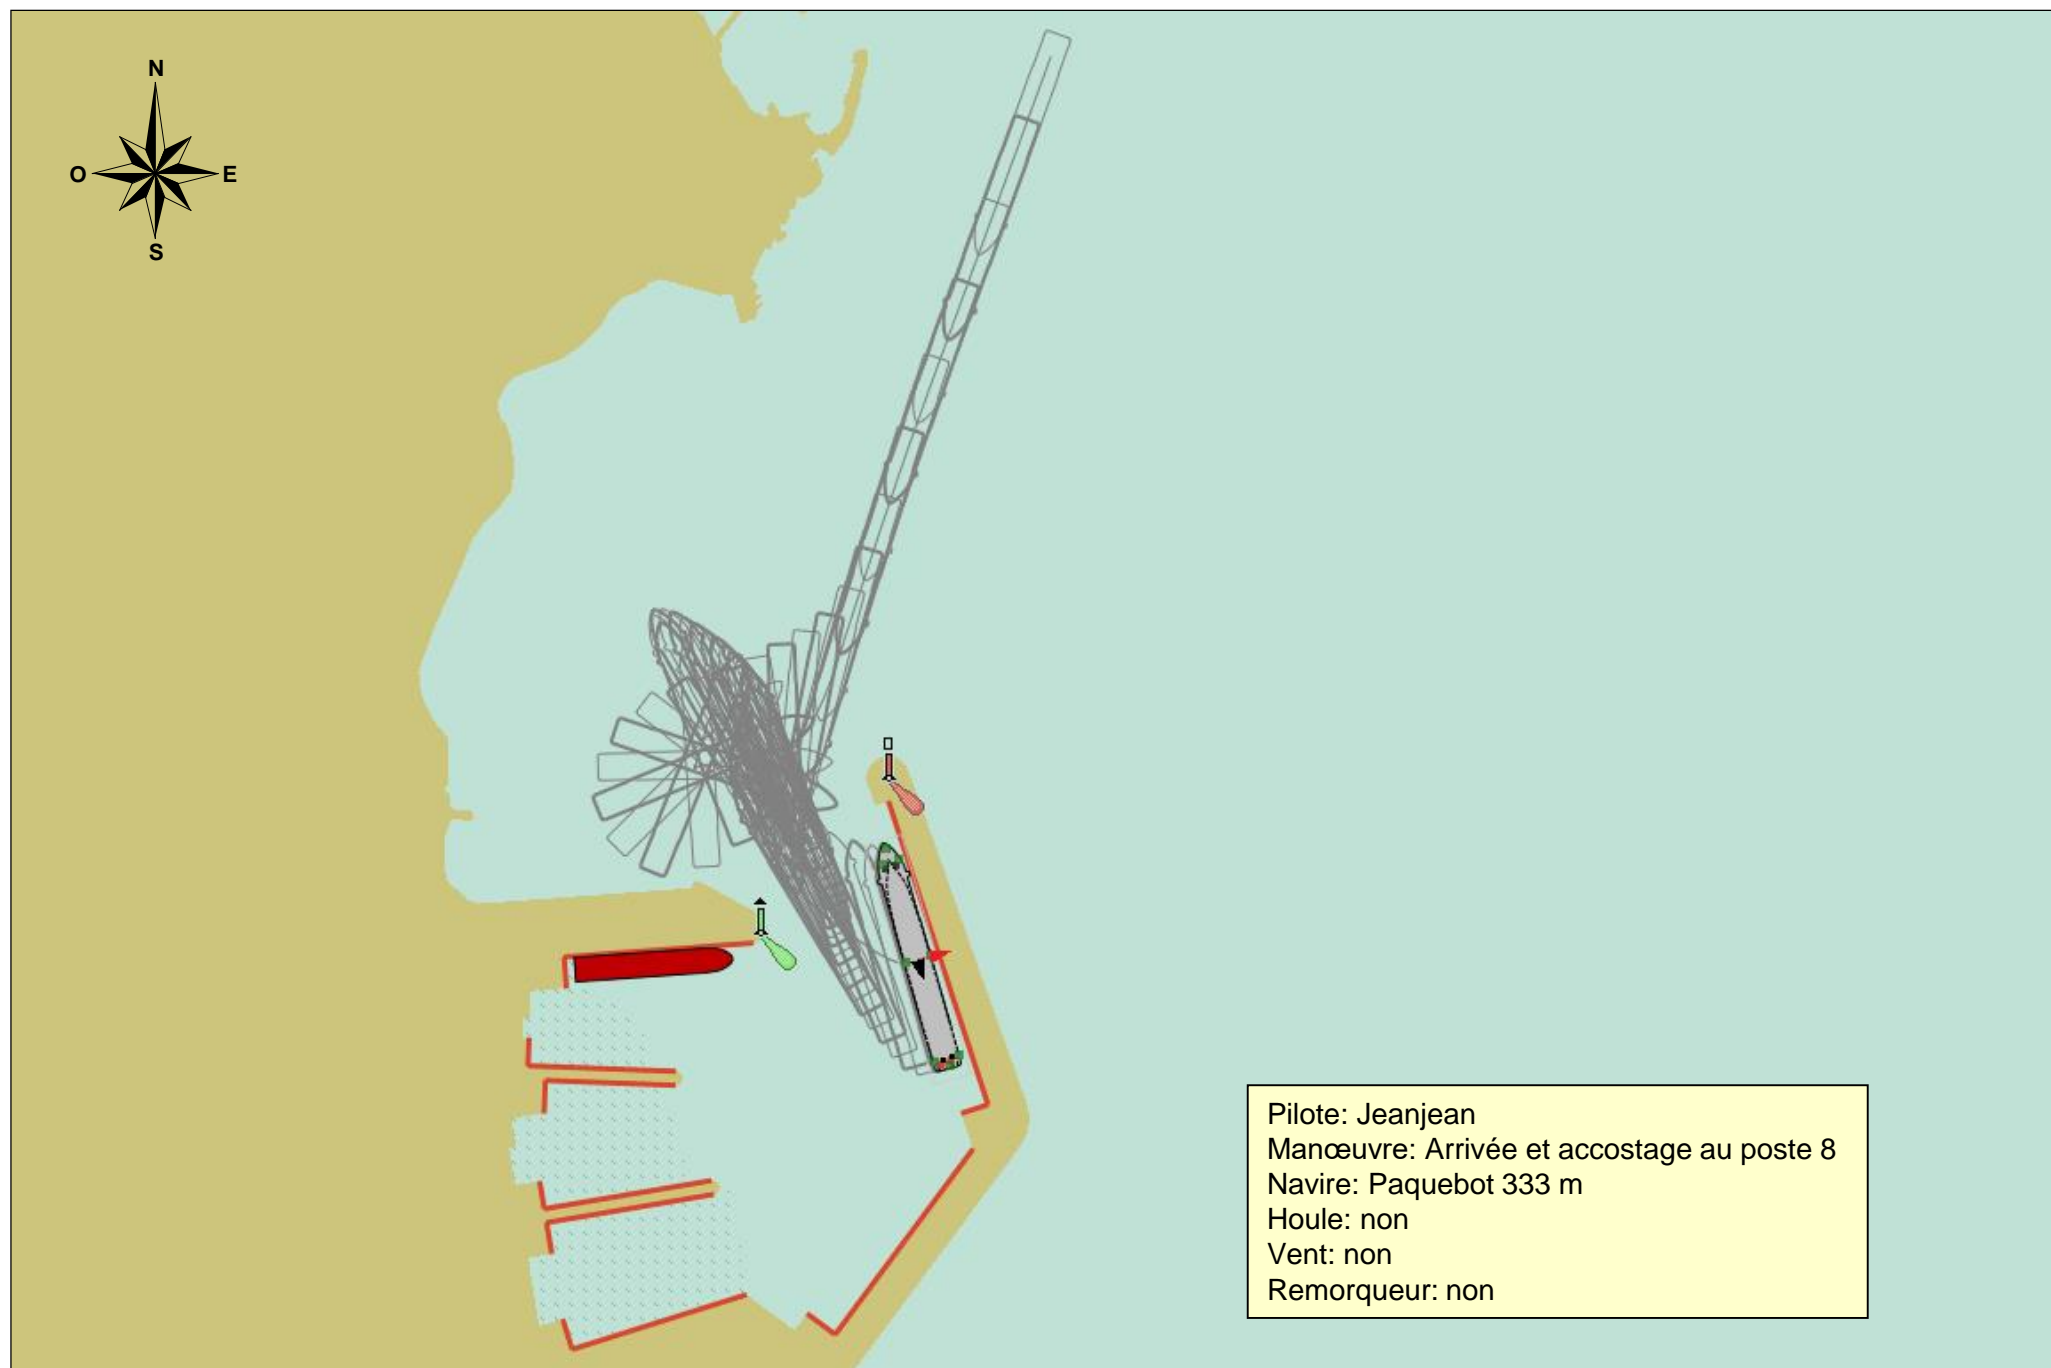 N
O
E
S
Pilote: Jeanjean
Manœuvre: Arrivée et accostage au poste 8
Navire: Paquebot 333 m
Houle: non
Vent: non
Remorqueur: non